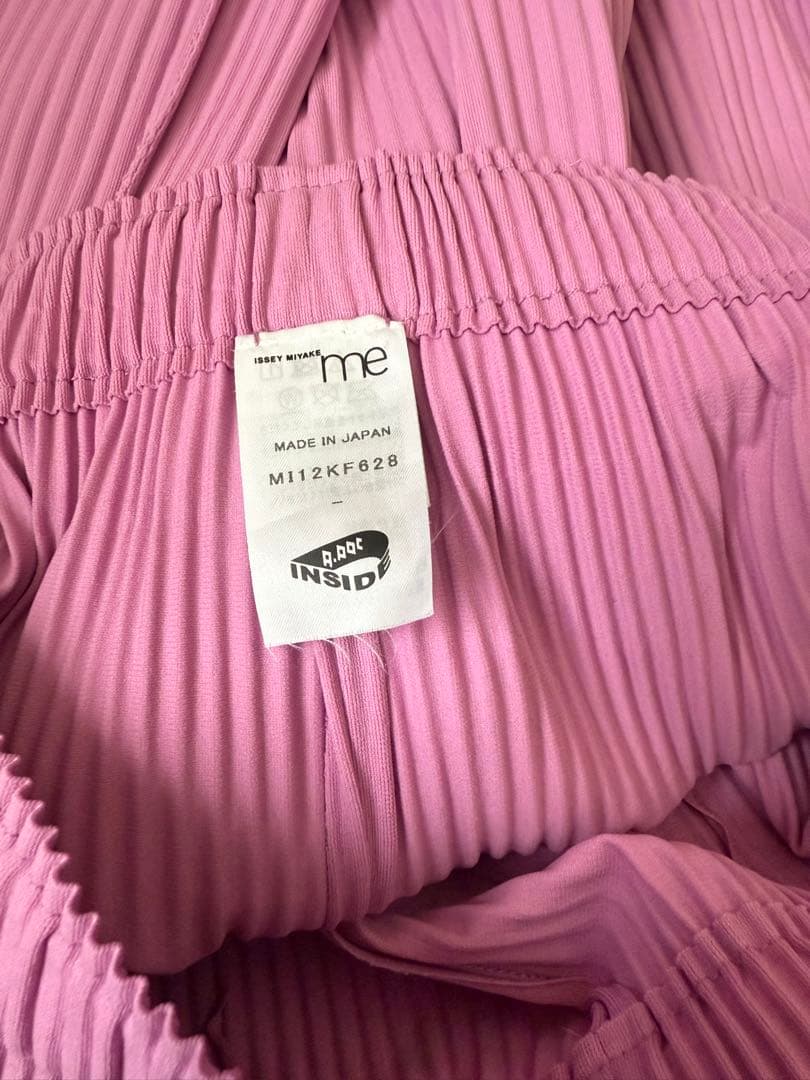 ISSEY MIYAKE me
MADE IN JAPAN
MI12KF628
–
A.POC
INSIDE